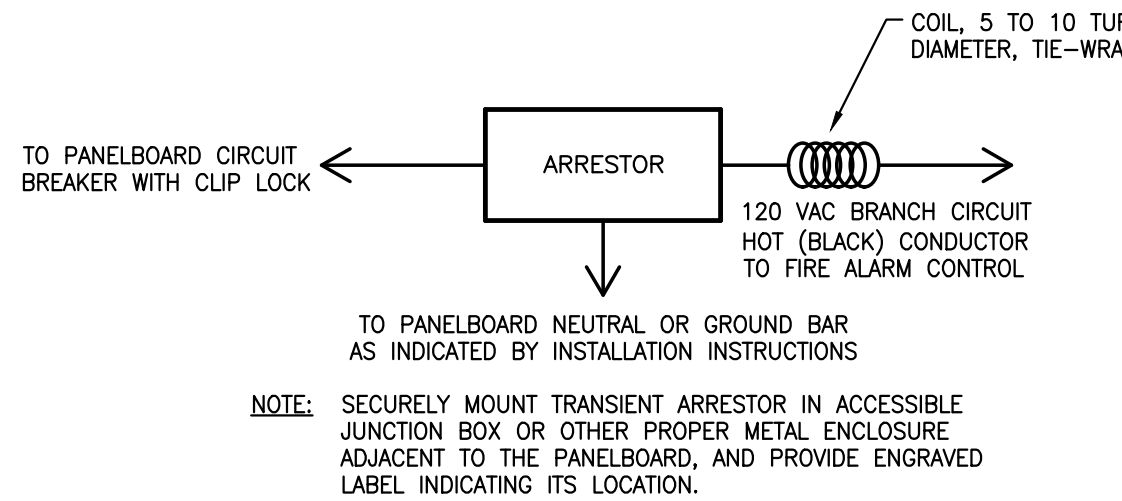 COIL, 5 TO 10
DIAMETER,
TO PANELBOARD CIRCUIT
BREAKER WITH CLIP LOCK
ARRESTOR
120 VAC BRANCH CIRCUIT
HOT (BLACK) CONDUCTOR
TO FIRE ALARM CONTROL
TO PANELBOARD NEUTRAL OR GROUND BAR
AS INDICATED BY INSTALLATION INSTRUCTIONS
NOTE: SECURELY MOUNT TRANSIENT ARRESTOR IN ACCESSIBLE
JUNCTION BOX OR OTHER PROPER METAL ENCLOSURE
ADJACENT TO THE PANELBOARD, AND PROVIDE ENGRAVED
LABEL INDICATING ITS LOCATION.